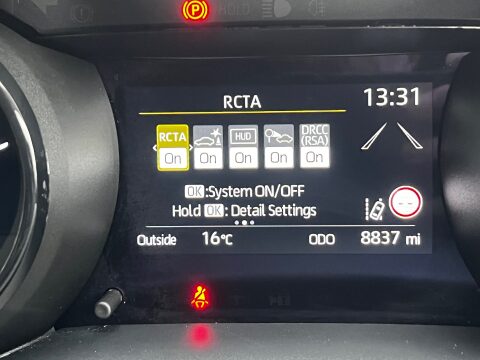 (P) HOLD
RCTA
13:31
RCTA HUD DRCC
(RSA)
On On On On On
OK:System ON/OFF
Hold OK: Detail Settings
Outside 16°C ODO 8837 mi